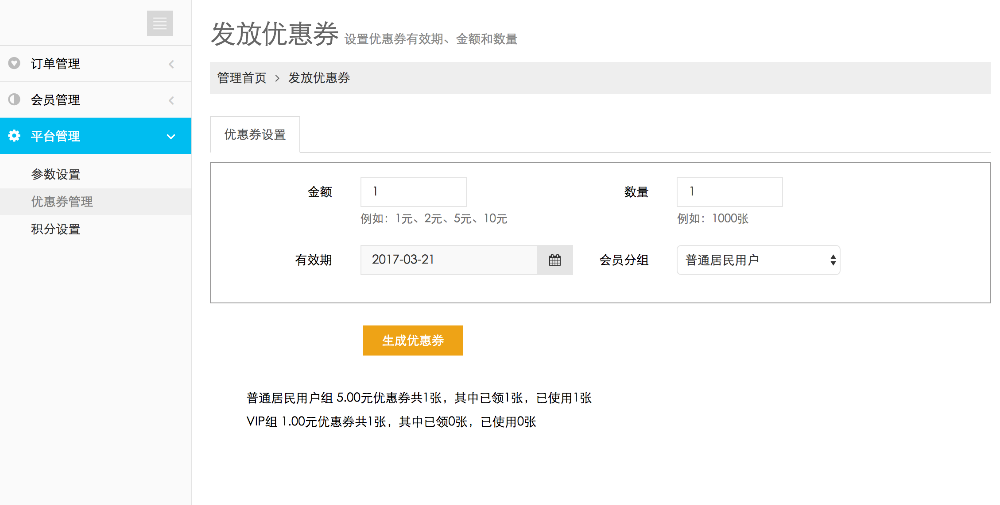 订单管理
会员管理
平台管理
参数设置
优惠券管理
积分设置
发放优惠券 设置优惠券有效期、金额和数量
管理首页 > 发放优惠券
优惠券设置
金额 1 数量 1
例如：1元、2元、5元、10元 例如：1000张
有效期 2017-03-21 会员分组 普通居民用户
生成优惠券
普通居民用户组 5.00元优惠券共1张，其中已领1张，已使用1张
VIP组 1.00元优惠券共1张，其中已领0张，已使用0张